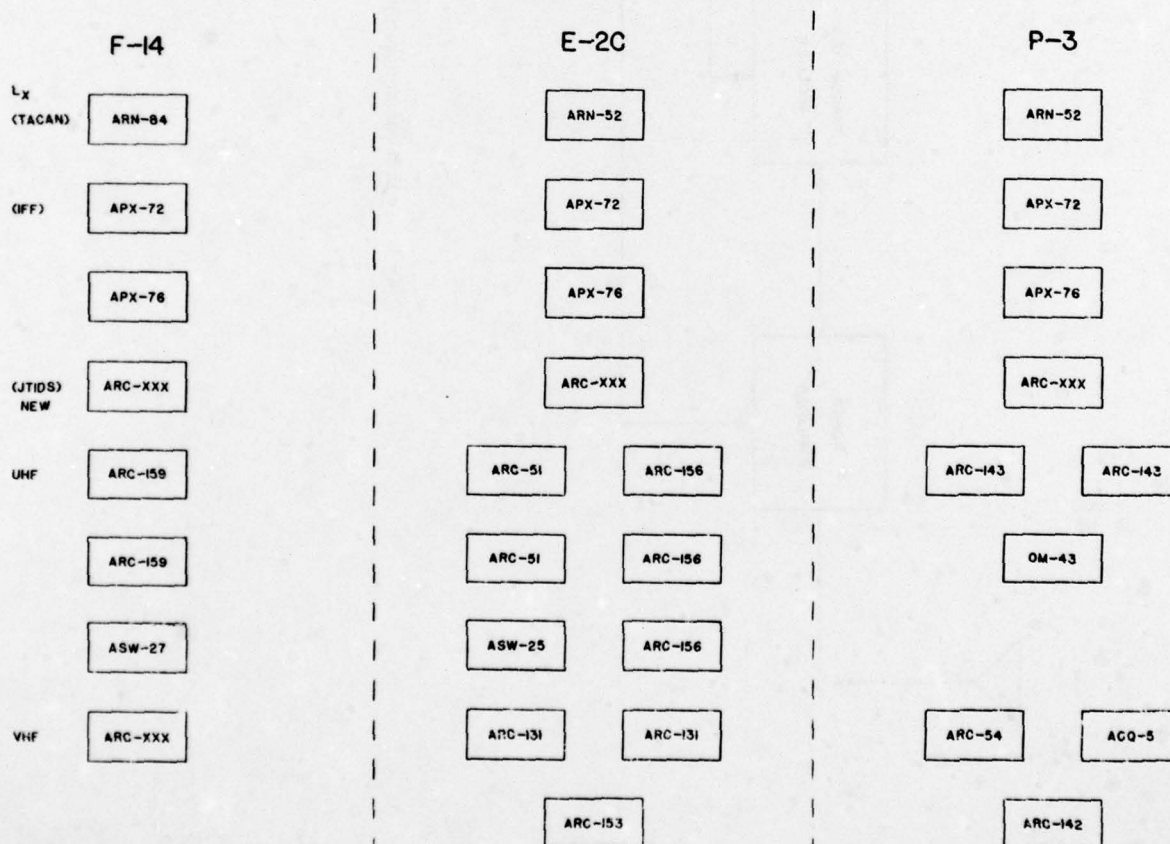 F-14 E-2C P-3
Lx
(TACAN) ARN-84 ARN-52 ARN-52
(IFF) APX-72 APX-72 APX-72
APX-76 APX-76 APX-76
(JTIDS) ARC-XXX ARC-XXX ARC-XXX
NEW
UHF ARC-159 ARC-51 ARC-156 ARC-143 ARC-143
ARC-159 ARC-51 ARC-156 OM-43
ASW-27 ASW-25 ARC-156
VHF ARC-XXX ARC-131 ARC-131 ARC-54 ACQ-5
ARC-153 ARC-142